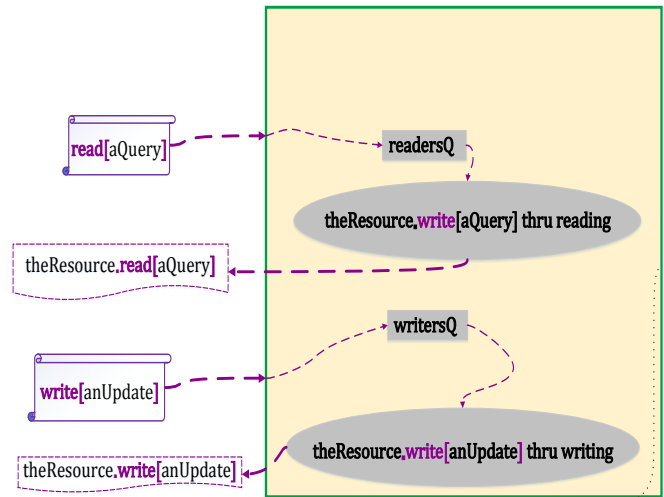 read[aQuery]
readersQ
theResource.write[aQuery] thru reading
theResource.read[aQuery]
writersQ
write[anUpdate]
theResource.write[anUpdate] thru writing
theResource.write[anUpdate]